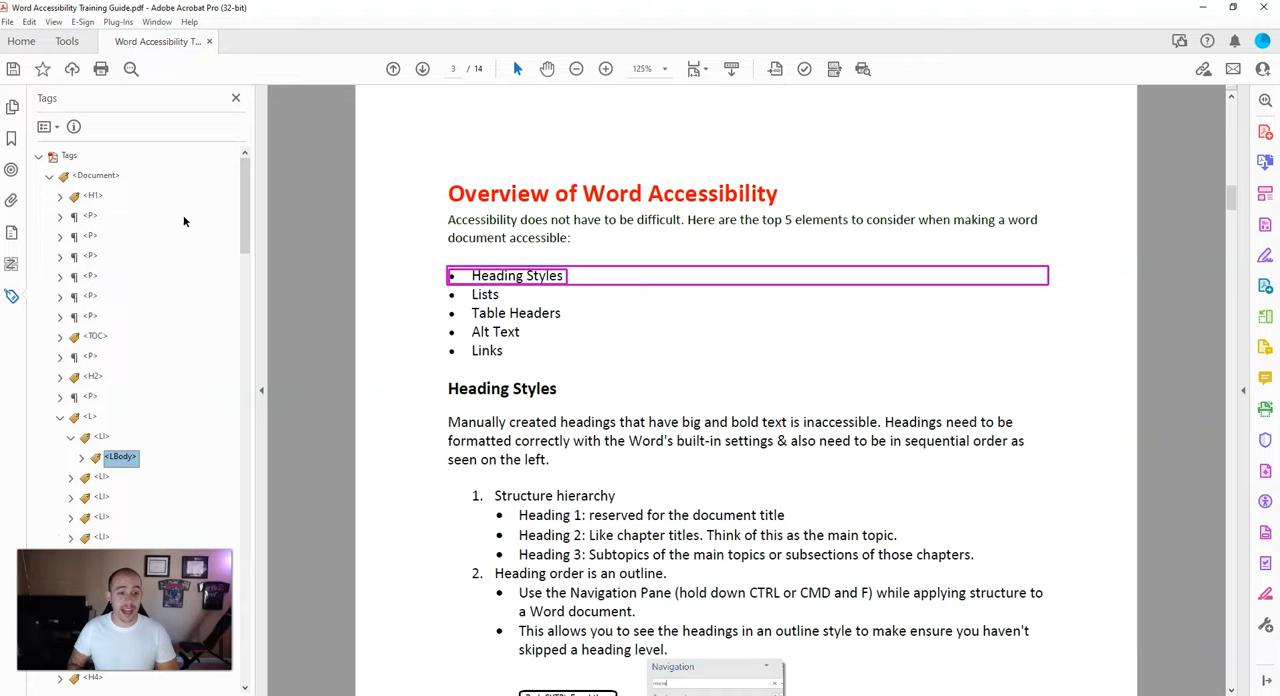 Word Accessibility Training Guide.pdf - Adobe Acrobat Pro (32-bit)
File Edit View E-Sign Plug-Ins Window Help
Home Tools Word Accessibility T... ×
3 / 14 125%
Tags
Tags
<Document>
<H1>
<P>
<P>
<P>
<P>
<P>
<P>
<TOC>
<P>
<H2>
<P>
<L>
<LI>
<LBody>
<LI>
<LI>
<LI>
<LI>
<H4>
Overview of Word Accessibility
Accessibility does not have to be difficult. Here are the top 5 elements to consider when making a word
document accessible:
• Heading Styles
• Lists
• Table Headers
• Alt Text
• Links
Heading Styles
Manually created headings that have big and bold text is inaccessible. Headings need to be
formatted correctly with the Word's built-in settings & also need to be in sequential order as
seen on the left.
1. Structure hierarchy
• Heading 1: reserved for the document title
• Heading 2: Like chapter titles. Think of this as the main topic.
• Heading 3: Subtopics of the main topics or subsections of those chapters.
2. Heading order is an outline.
• Use the Navigation Pane (hold down CTRL or CMD and F) while applying structure to
a Word document.
• This allows you to see the headings in an outline style to make ensure you haven't
skipped a heading level.
Navigation